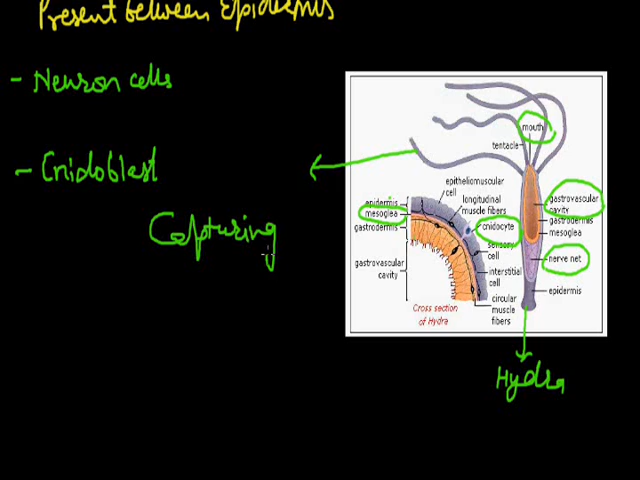 Present between Epidermis
- Neuron cells
- Cnidoblast
Capturing
mouth
tentacle
epitheliomuscular
cell
longitudinal
muscle fibers
epidermis
mesoglea
gastrodermis
cnidocyte
sensory
cell
gastrovascular
cavity
interstitial
cell
circular
muscle
fibers
Cross section
of Hydra
gastrovascular
cavity
gastrodermis
mesoglea
nerve net
epidermis
Hydra